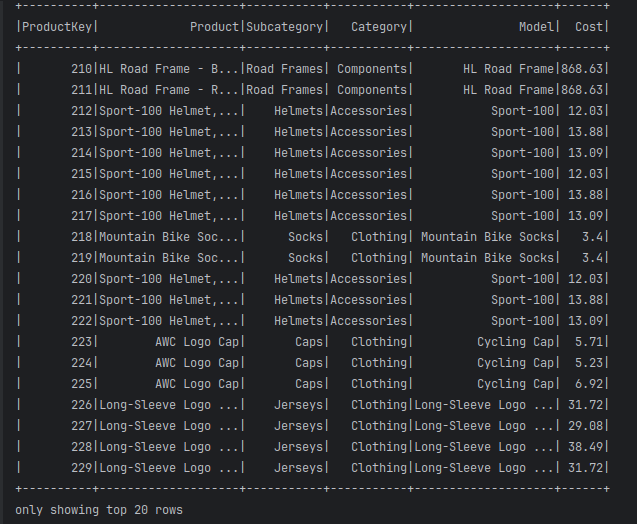 +----------+--------------------+-----------+-----------+--------------------+------+
|ProductKey|             Product|Subcategory|   Category|               Model|  Cost|
+----------+--------------------+-----------+-----------+--------------------+------+
|       210|HL Road Frame - B...|Road Frames| Components|       HL Road Frame|868.63|
|       211|HL Road Frame - R...|Road Frames| Components|       HL Road Frame|868.63|
|       212|Sport-100 Helmet,...|    Helmets|Accessories|           Sport-100| 12.03|
|       213|Sport-100 Helmet,...|    Helmets|Accessories|           Sport-100| 13.88|
|       214|Sport-100 Helmet,...|    Helmets|Accessories|           Sport-100| 13.09|
|       215|Sport-100 Helmet,...|    Helmets|Accessories|           Sport-100| 12.03|
|       216|Sport-100 Helmet,...|    Helmets|Accessories|           Sport-100| 13.88|
|       217|Sport-100 Helmet,...|    Helmets|Accessories|           Sport-100| 13.09|
|       218|Mountain Bike Soc...|      Socks|   Clothing| Mountain Bike Socks|   3.4|
|       219|Mountain Bike Soc...|      Socks|   Clothing| Mountain Bike Socks|   3.4|
|       220|Sport-100 Helmet,...|    Helmets|Accessories|           Sport-100| 12.03|
|       221|Sport-100 Helmet,...|    Helmets|Accessories|           Sport-100| 13.88|
|       222|Sport-100 Helmet,...|    Helmets|Accessories|           Sport-100| 13.09|
|       223|        AWC Logo Cap|       Caps|   Clothing|         Cycling Cap|  5.71|
|       224|        AWC Logo Cap|       Caps|   Clothing|         Cycling Cap|  5.23|
|       225|        AWC Logo Cap|       Caps|   Clothing|         Cycling Cap|  6.92|
|       226|Long-Sleeve Logo ...|    Jerseys|   Clothing|Long-Sleeve Logo ...| 31.72|
|       227|Long-Sleeve Logo ...|    Jerseys|   Clothing|Long-Sleeve Logo ...| 29.08|
|       228|Long-Sleeve Logo ...|    Jerseys|   Clothing|Long-Sleeve Logo ...| 38.49|
|       229|Long-Sleeve Logo ...|    Jerseys|   Clothing|Long-Sleeve Logo ...| 31.72|
+----------+--------------------+-----------+-----------+--------------------+------+
only showing top 20 rows